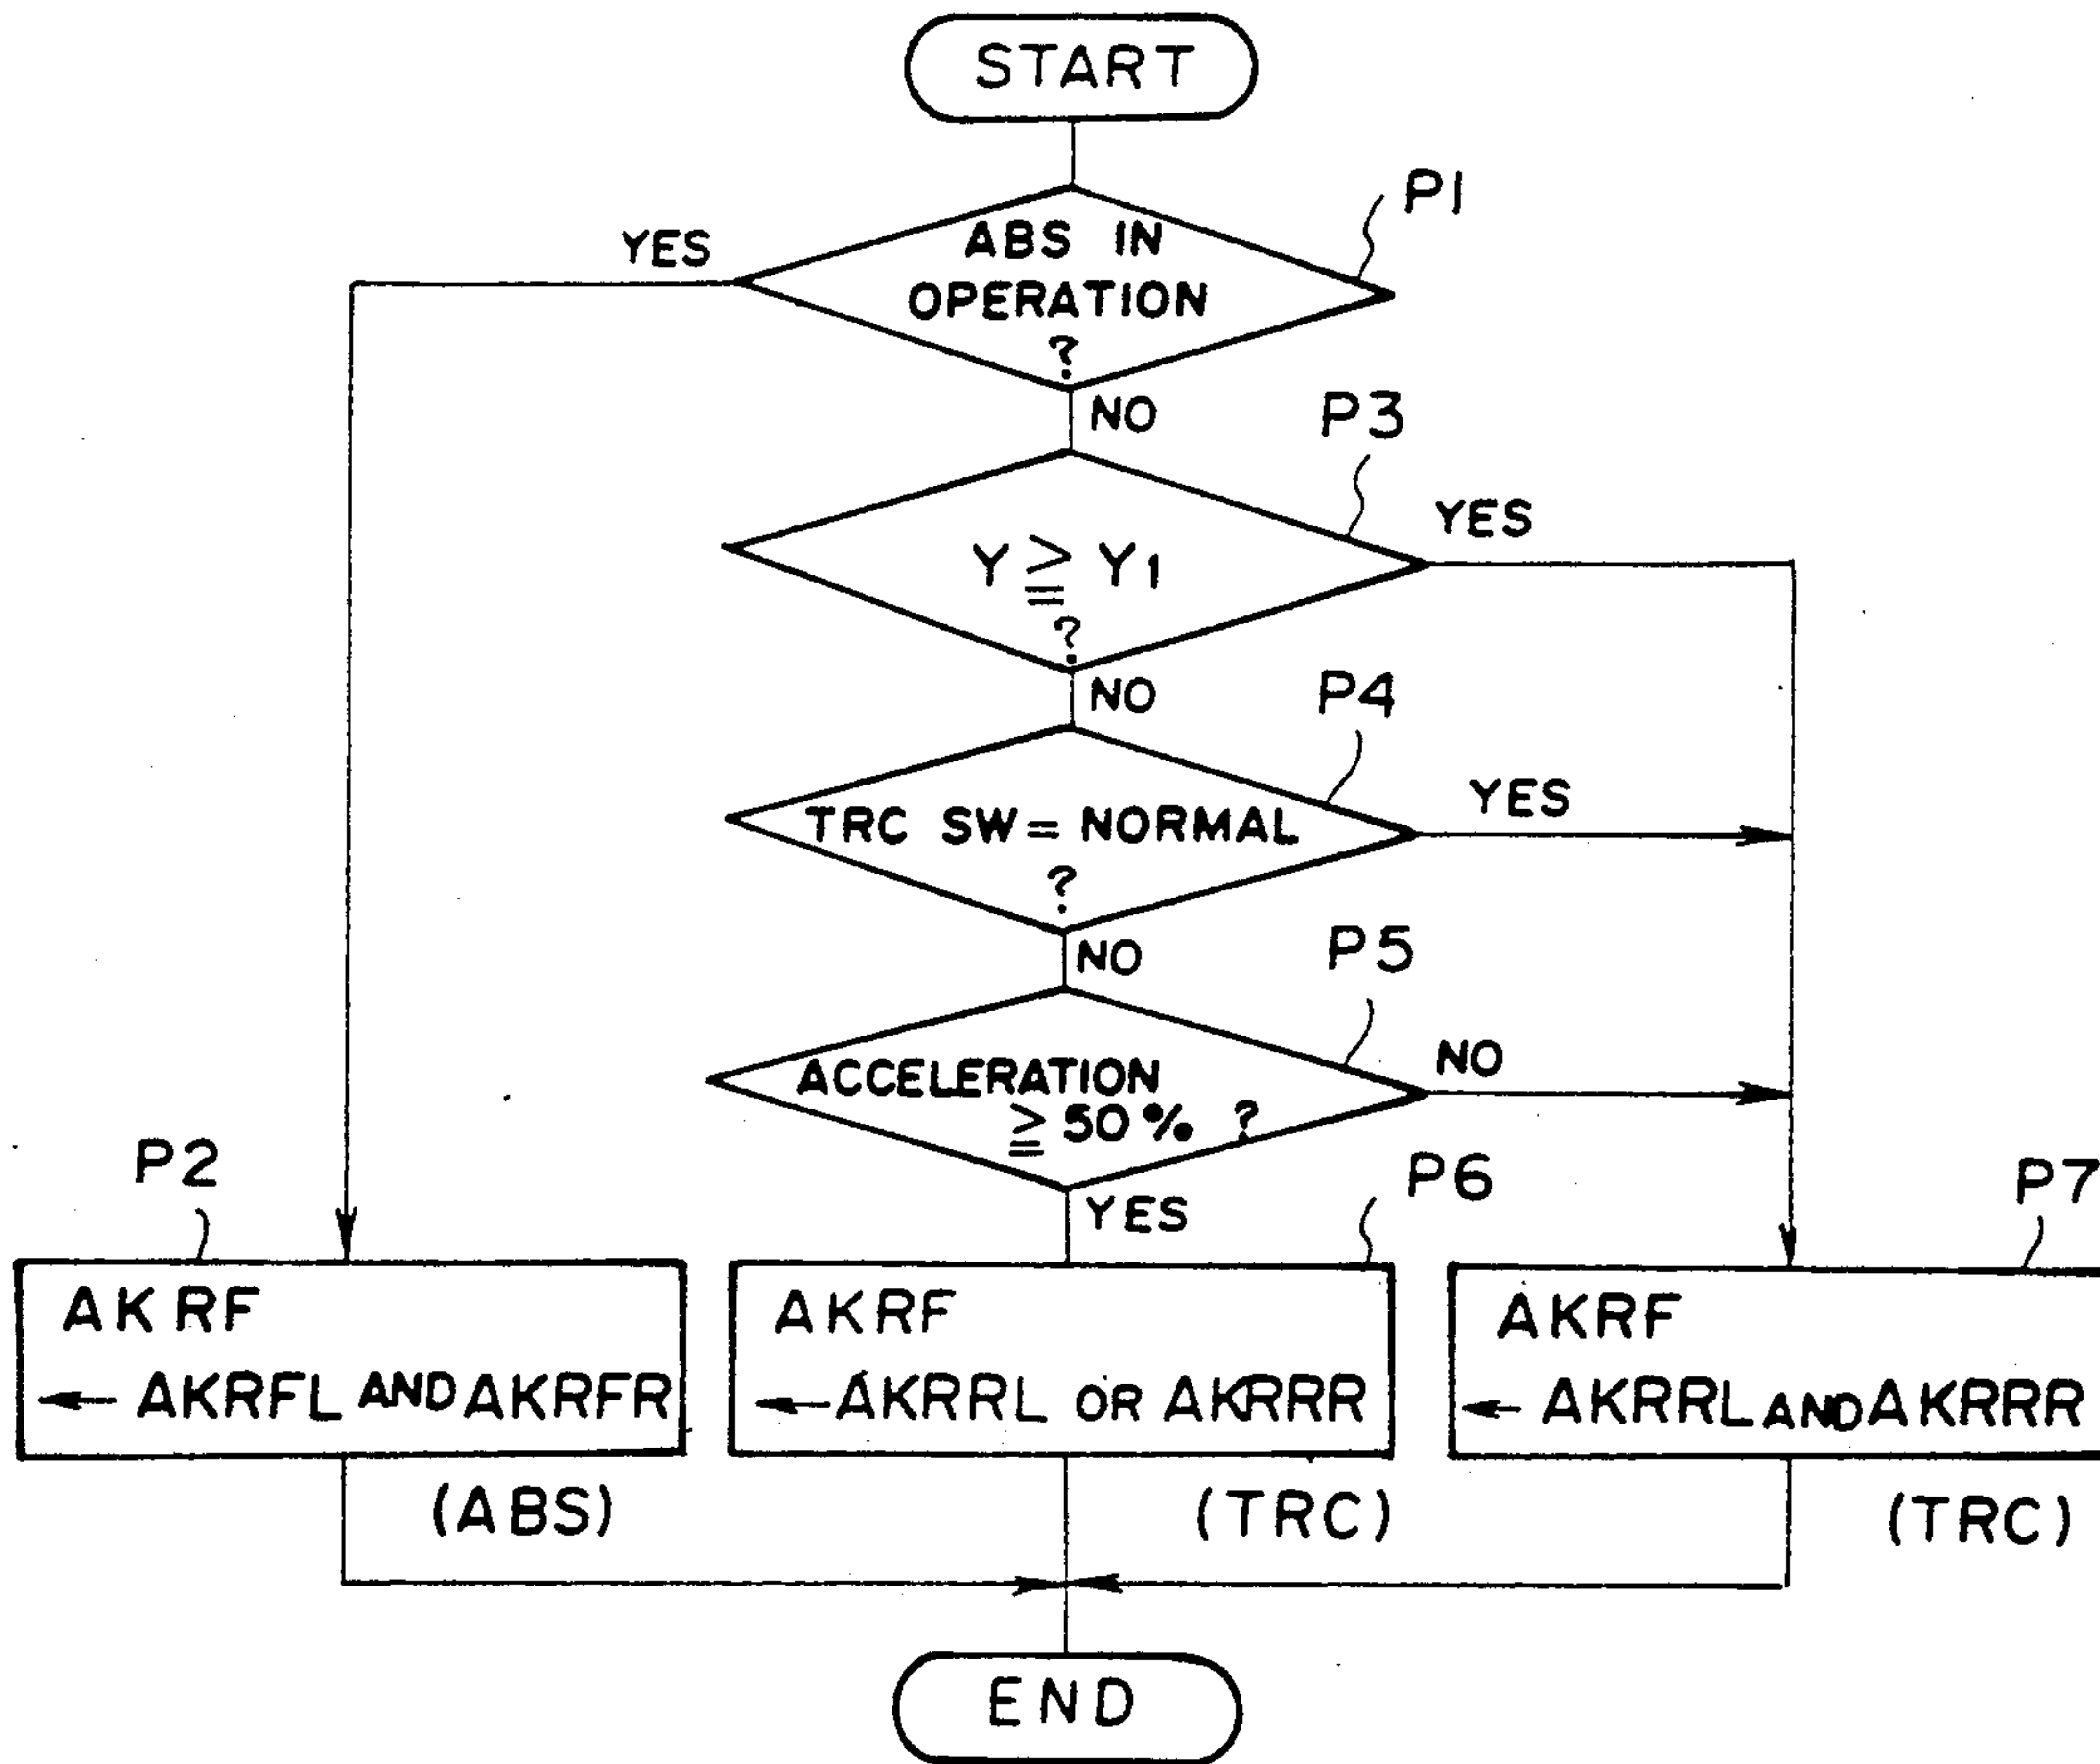 START
P1
ABS IN
OPERATION
?
YES
NO
P3
Y ≧ Y1
?
YES
NO
P4
TRC SW = NORMAL
?
YES
NO
P5
ACCELERATION
≧ 50% ?
NO
YES
P2
AKRF
← AKRFL AND AKRFR
(ABS)
P6
AKRF
← AKRRL OR AKRRR
(TRC)
P7
AKRF
← AKRRL AND AKRRR
(TRC)
END